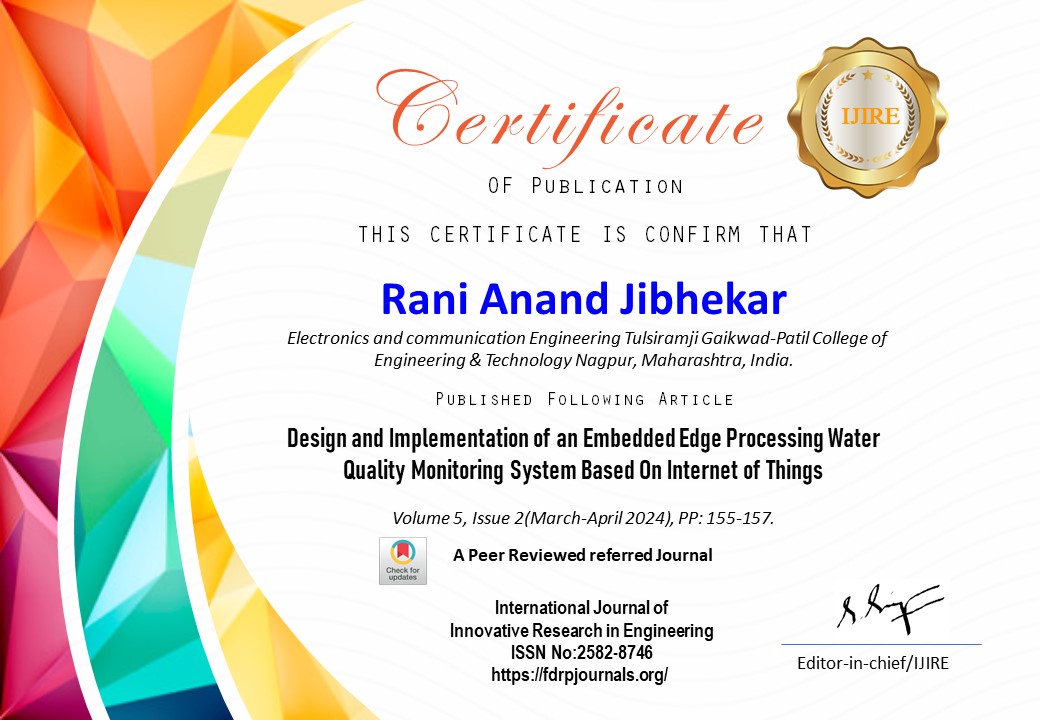 Certificate
IJIRE
OF PUBLICATION
THIS CERTIFICATE IS CONFIRM THAT
Rani Anand Jibhekar
Electronics and communication Engineering Tulsiramji Gaikwad-Patil College of
Engineering & Technology Nagpur, Maharashtra, India.
PUBLISHED FOLLOWING ARTICLE
Design and Implementation of an Embedded Edge Processing Water
Quality Monitoring System Based On Internet of Things
Volume 5, Issue 2(March-April 2024), PP: 155-157.
Check for
updates
A Peer Reviewed referred Journal
International Journal of
Innovative Research in Engineering
ISSN No:2582-8746
https://fdrpjournals.org/
Editor-in-chief/IJIRE